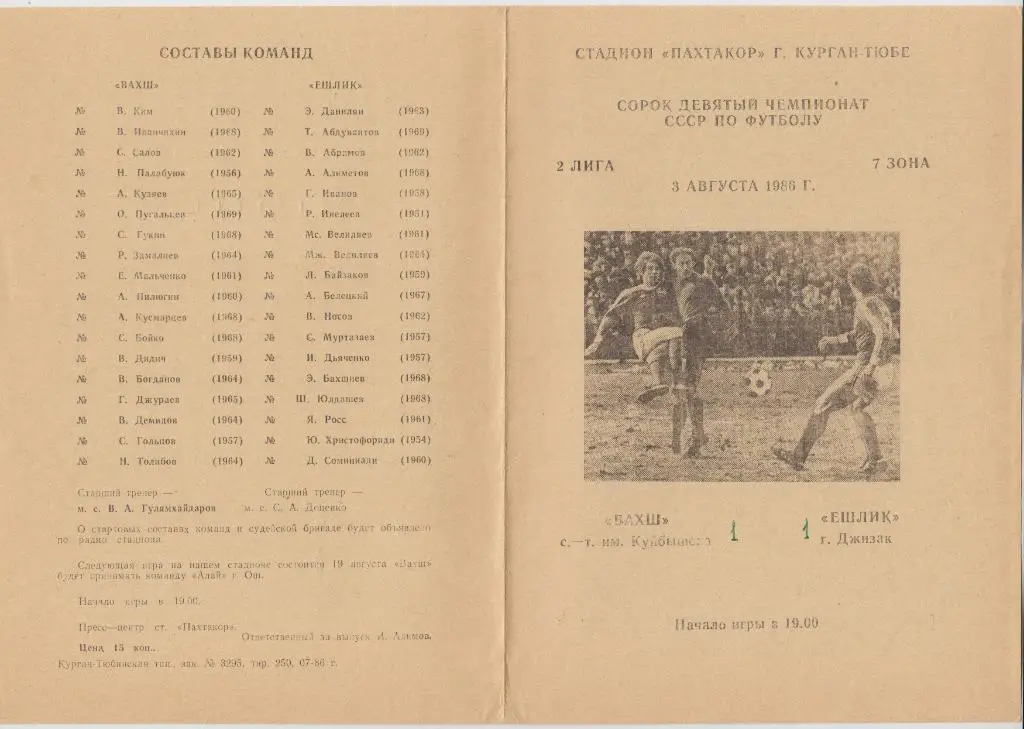 СОСТАВЫ КОМАНД
«ВАХШ» «ЕШЛИК»
№ В. Ким (1960) № Э. Данилян (1963)
№ В. Иванчихин (1968) № Т. Абдуваитов (1969)
№ С. Салов (1962) № В. Абрамов (1962)
№ Н. Палабуюк (1956) № А. Алиметов (1968)
№ А. Кузяев (1965) № Г. Иванов (1958)
№ О. Пугальцев (1969) № Р. Инелеев (1951)
№ С. Гукин (1968) № Мс. Велиляев (1961)
№ Р. Замалиев (1964) № Мж. Велиляев (1964)
№ Е. Мальченко (1961) № Л. Байзаков (1959)
№ А. Пилюгин (1960) № А. Белецкий (1967)
№ А. Кусмарцев (1968) № В. Носов (1962)
№ С. Бойко (1968) № С. Муртазаев (1957)
№ В. Дидич (1959) № И. Дьяченко (1957)
№ В. Богданов (1964) № Э. Бахшиев (1968)
№ Г. Джураев (1965) № Ш. Юлдашев (1968)
№ В. Демидов (1964) № Я. Росс (1961)
№ С. Гольцов (1957) № Ю. Христофориди (1954)
№ Н. Толибов (1964) № Д. Соминиади (1960)
Старший тренер — Старший тренер —
м. с. В. А. Гулямхайдаров м. с. С. А. Доценко
О стартовых составах команд и судейской бригаде будет объявлено
по радио стадиона.
Следующая игра на нашем стадионе состоится 19 августа «Вахш»
будет принимать команду «Алай» г. Ош.
Начало игры в 19.00.
Пресс—центр ст. «Пахтакор».
Ответственный за выпуск И. Алимов.
Цена 15 коп..
Курган-Тюбинская тип., зак. № 3295, тир. 250, 07-86 г.
СТАДИОН «ПАХТАКОР» Г. КУРГАН-ТЮБЕ
СОРОК ДЕВЯТЫЙ ЧЕМПИОНАТ
СССР ПО ФУТБОЛУ
2 ЛИГА 7 ЗОНА
3 АВГУСТА 1986 Г.
«ВАХШ» 1 1 «ЕШЛИК»
с.—т. им. Куйбышева г. Джизак
Начало игры в 19.00